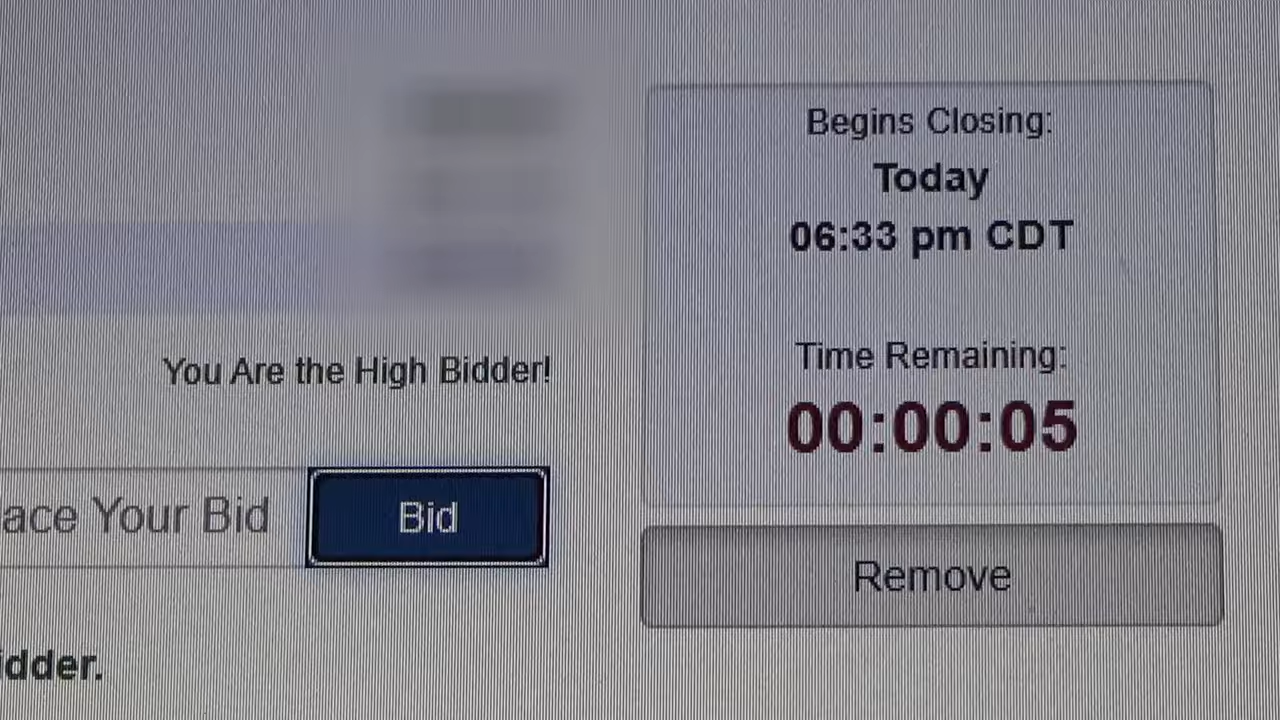 Begins Closing:
Today
06:33 pm CDT
You Are the High Bidder!
Time Remaining:
00:00:05
ace Your Bid
Bid
Remove
idder.